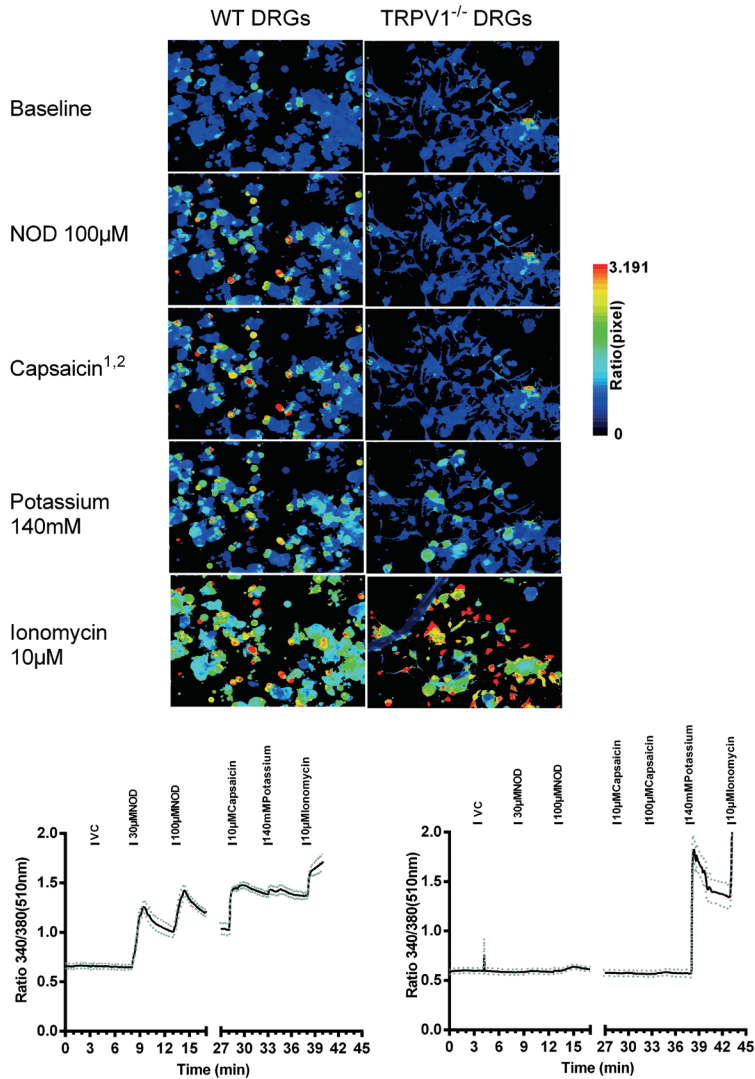 WT DRGs TRPV1-/- DRGs
Baseline
NOD 100µM
3.191
Capsaicin1,2
Ratio(pixel)
0
Potassium
140mM
Ionomycin
10µM
VC
30µMNOD
100µMNOD
10µMCapsaicin
140mMPotassium
10µMIonomycin
2.0
1.5
1.0
0.5
0.0
Ratio 340/380(510nm)
0 3 6 9 12 15 27 30 33 36 39 42 45
Time (min)
VC
30µMNOD
100µMNOD
10µMCapsaicin
100µMCapsaicin
140mMPotassium
10µMIonomycin
2.0
1.5
1.0
0.5
0.0
Ratio 340/380(510nm)
0 3 6 9 12 15 27 30 33 36 39 42 45
Time (min)